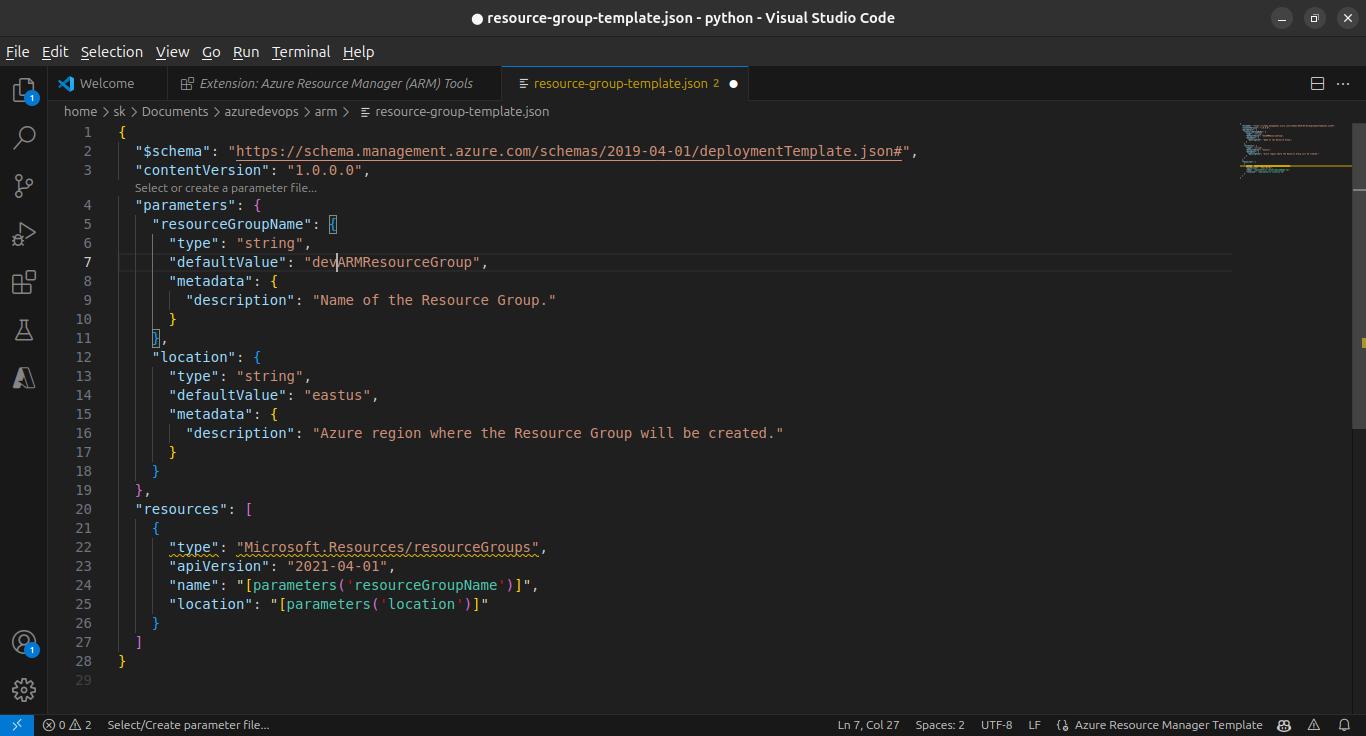 ● resource-group-template.json - python - Visual Studio Code
File Edit Selection View Go Run Terminal Help
Welcome
Extension: Azure Resource Manager (ARM) Tools
resource-group-template.json 2 ●
home > sk > Documents > azuredevops > arm > resource-group-template.json
1 {
2 "$schema": "https://schema.management.azure.com/schemas/2019-04-01/deploymentTemplate.json#",
3 "contentVersion": "1.0.0.0",
Select or create a parameter file...
4 "parameters": {
5 "resourceGroupName": {
6 "type": "string",
7 "defaultValue": "devARMResourceGroup",
8 "metadata": {
9 "description": "Name of the Resource Group."
10 }
11 },
12 "location": {
13 "type": "string",
14 "defaultValue": "eastus",
15 "metadata": {
16 "description": "Azure region where the Resource Group will be created."
17 }
18 }
19 },
20 "resources": [
21 {
22 "type": "Microsoft.Resources/resourceGroups",
23 "apiVersion": "2021-04-01",
24 "name": "[parameters('resourceGroupName')]",
25 "location": "[parameters('location')]"
26 }
27 ]
28 }
29
1
1
0 2 Select/Create parameter file... Ln 7, Col 27 Spaces: 2 UTF-8 LF {} Azure Resource Manager Template